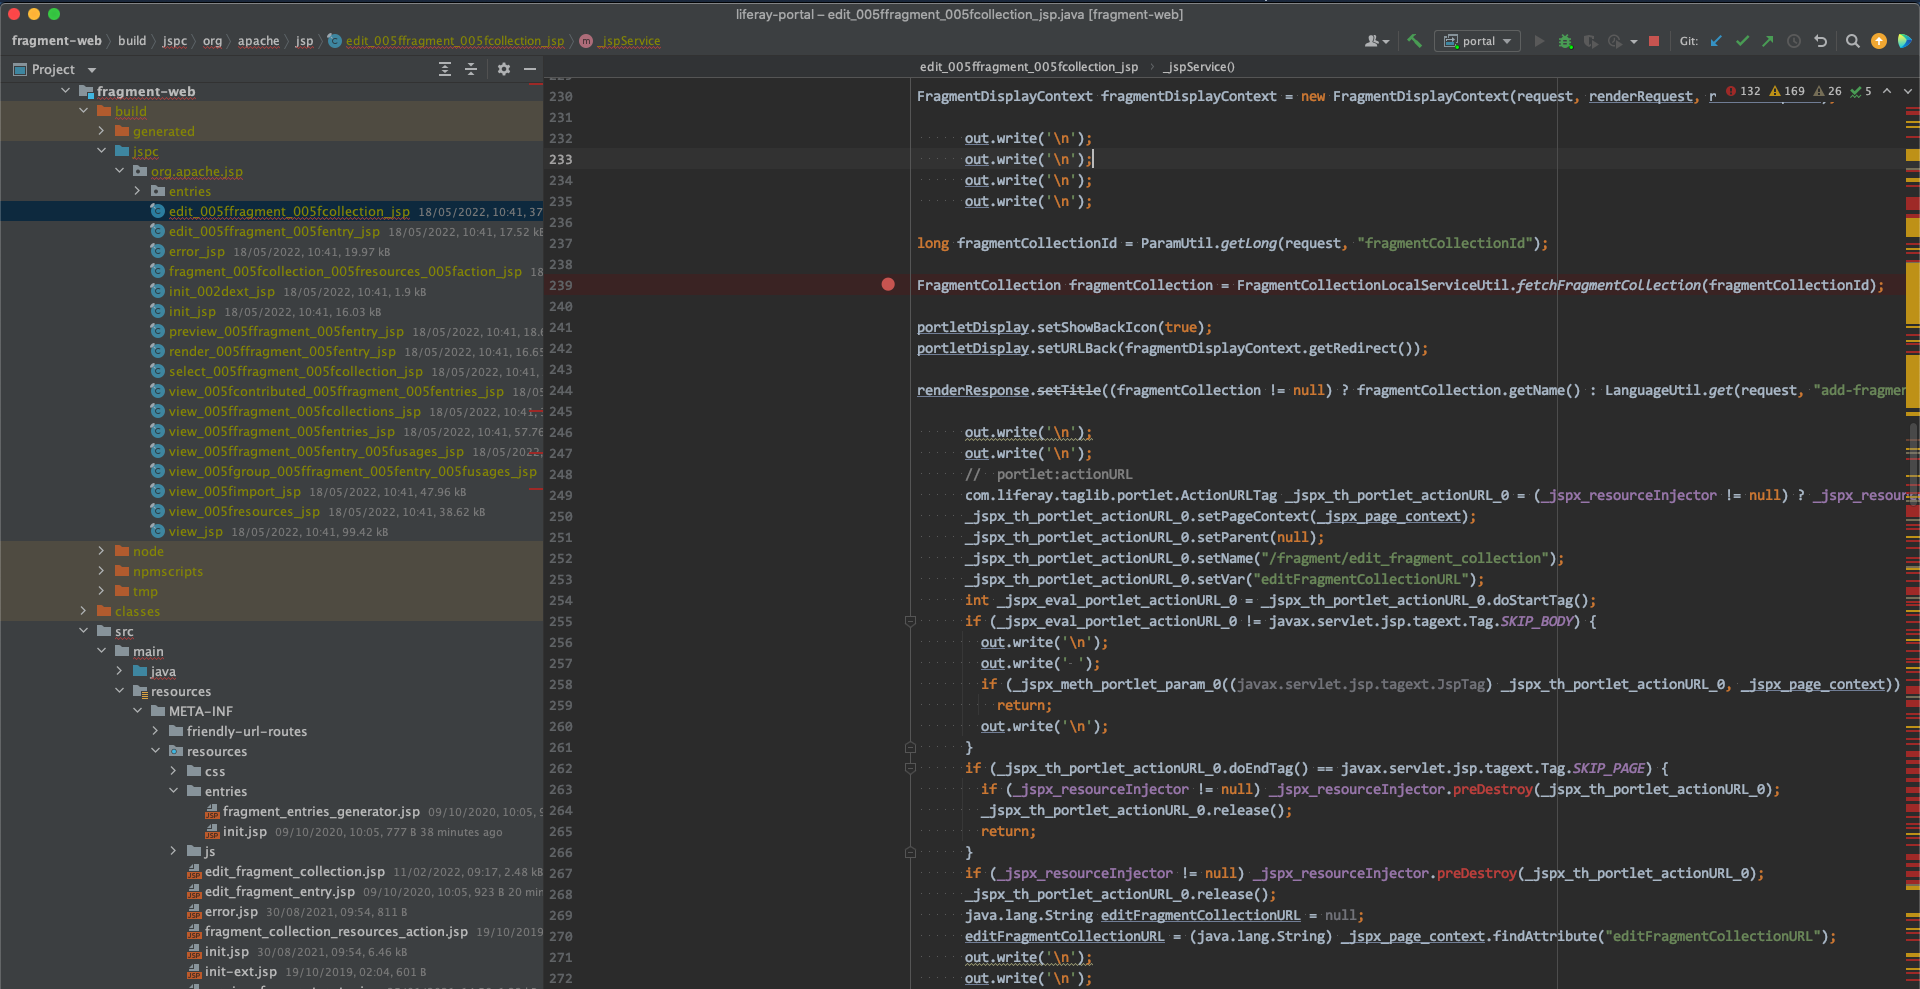 liferay-portal – edit_005ffragment_005fcollection_jsp.java [fragment-web]
fragment-web build jspc org apache jsp edit_005ffragment_005fcollection_jsp _jspService
portal Git:
Project
edit_005ffragment_005fcollection_jsp _jspService()
132 169 26 5
fragment-web
build
generated
jspc
org.apache.jsp
entries
edit_005ffragment_005fcollection_jsp 18/05/2022, 10:41, 37
edit_005ffragment_005fentry_jsp 18/05/2022, 10:41, 17.52 kB
error_jsp 18/05/2022, 10:41, 19.97 kB
fragment_005fcollection_005fresources_005faction_jsp 18
init_002dext_jsp 18/05/2022, 10:41, 1.9 kB
init_jsp 18/05/2022, 10:41, 16.03 kB
preview_005ffragment_005fentry_jsp 18/05/2022, 10:41, 18.6
render_005ffragment_005fentry_jsp 18/05/2022, 10:41, 16.65
select_005ffragment_005fcollection_jsp 18/05/2022, 10:41,
view_005fcontributed_005ffragment_005fentries_jsp 18/05
view_005ffragment_005fcollections_jsp 18/05/2022, 10:41,
view_005ffragment_005fentries_jsp 18/05/2022, 10:41, 57.76
view_005ffragment_005fentry_005fusages_jsp 18/05/2022,
view_005fgroup_005ffragment_005fentry_005fusages_jsp
view_005fimport_jsp 18/05/2022, 10:41, 47.96 kB
view_005fresources_jsp 18/05/2022, 10:41, 38.62 kB
view_jsp 18/05/2022, 10:41, 99.42 kB
node
npmscripts
tmp
classes
src
main
java
resources
META-INF
friendly-url-routes
resources
css
entries
fragment_entries_generator.jsp 09/10/2020, 10:05, 9
init.jsp 09/10/2020, 10:05, 777 B 38 minutes ago
js
edit_fragment_collection.jsp 11/02/2022, 09:17, 2.48 kB
edit_fragment_entry.jsp 09/10/2020, 10:05, 923 B 20 min
error.jsp 30/08/2021, 09:54, 811 B
fragment_collection_resources_action.jsp 19/10/2019
init.jsp 30/08/2021, 09:54, 6.46 kB
init-ext.jsp 19/10/2019, 02:04, 601 B
230 FragmentDisplayContext fragmentDisplayContext = new FragmentDisplayContext(request, renderRequest,
231
232 out.write('\n');
233 out.write('\n');
234 out.write('\n');
235 out.write('\n');
236
237 long fragmentCollectionId = ParamUtil.getLong(request, "fragmentCollectionId");
238
239 FragmentCollection fragmentCollection = FragmentCollectionLocalServiceUtil.fetchFragmentCollection(fragmentCollectionId);
240
241 portletDisplay.setShowBackIcon(true);
242 portletDisplay.setURLBack(fragmentDisplayContext.getRedirect());
243
244 renderResponse.setTitle((fragmentCollection != null) ? fragmentCollection.getName() : LanguageUtil.get(request, "add-fragmen
245
246 out.write('\n');
247 out.write('\n');
248 // portlet:actionURL
249 com.liferay.taglib.portlet.ActionURLTag _jspx_th_portlet_actionURL_0 = (_jspx_resourceInjector != null) ? _jspx_resour
250 _jspx_th_portlet_actionURL_0.setPageContext(_jspx_page_context);
251 _jspx_th_portlet_actionURL_0.setParent(null);
252 _jspx_th_portlet_actionURL_0.setName("/fragment/edit_fragment_collection");
253 _jspx_th_portlet_actionURL_0.setVar("editFragmentCollectionURL");
254 int _jspx_eval_portlet_actionURL_0 = _jspx_th_portlet_actionURL_0.doStartTag();
255 if (_jspx_eval_portlet_actionURL_0 != javax.servlet.jsp.tagext.Tag.SKIP_BODY) {
256 out.write('\n');
257 out.write(' ');
258 if (_jspx_meth_portlet_param_0((javax.servlet.jsp.tagext.JspTag) _jspx_th_portlet_actionURL_0, _jspx_page_context))
259 return;
260 out.write('\n');
261 }
262 if (_jspx_th_portlet_actionURL_0.doEndTag() == javax.servlet.jsp.tagext.Tag.SKIP_PAGE) {
263 if (_jspx_resourceInjector != null) _jspx_resourceInjector.preDestroy(_jspx_th_portlet_actionURL_0);
264 _jspx_th_portlet_actionURL_0.release();
265 return;
266 }
267 if (_jspx_resourceInjector != null) _jspx_resourceInjector.preDestroy(_jspx_th_portlet_actionURL_0);
268 _jspx_th_portlet_actionURL_0.release();
269 java.lang.String editFragmentCollectionURL = null;
270 editFragmentCollectionURL = (java.lang.String) _jspx_page_context.findAttribute("editFragmentCollectionURL");
271 out.write('\n');
272 out.write('\n');